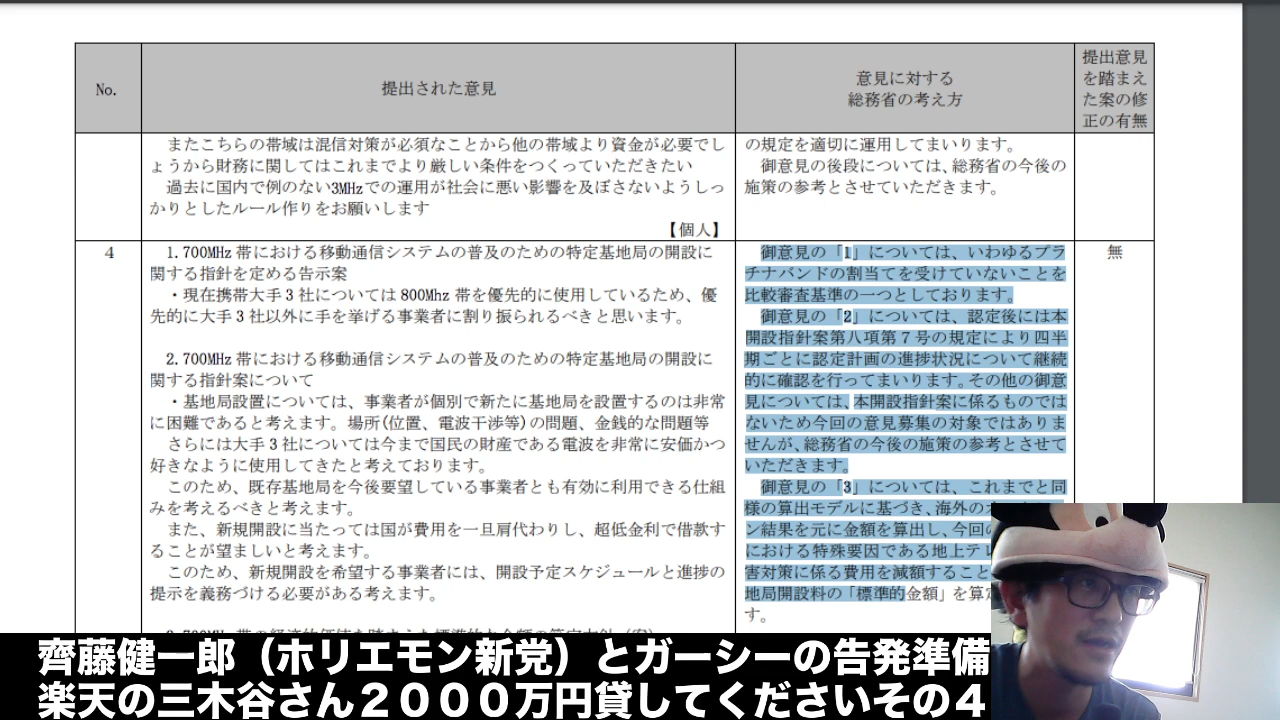 No.
提出された意見
意見に対する
総務省の考え方
提出意見
を踏まえ
た案の修
正の有無
またこちらの帯域は混信対策が必須なことから他の帯域より資金が必要でし
ょうから財務に関してはこれまでより厳しい条件をつくっていただきたい
過去に国内で例のない3MHzでの運用が社会に悪い影響を及ぼさないようしっ
かりとしたルール作りをお願いします
【個人】
の規定を適切に運用してまいります。
御意見の後段については、総務省の今後の
施策の参考とさせていただきます。
4
1.700MHz 帯における移動通信システムの普及のための特定基地局の開設に
関する指針を定める告示案
・現在携帯大手3社については 800Mhz 帯を優先的に使用しているため、優
先的に大手3社以外に手を挙げる事業者に割り振られるべきと思います。
2.700MHz 帯における移動通信システムの普及のための特定基地局の開設に
関する指針案について
・基地局設置については、事業者が個別で新たに基地局を設置するのは非常
に困難であると考えます。場所(位置、電波干渉等)の問題、金銭的な問題等
さらには大手3社については今まで国民の財産である電波を非常に安価かつ
好きなように使用してきたと考えております。
このため、既存基地局を今後要望している事業者とも有効に利用できる仕組
みを考えるべきと考えます。
また、新規開設に当たっては国が費用を一旦肩代わりし、超低金利で借款す
ることが望ましいと考えます。
このため、新規開設を希望する事業者には、開設予定スケジュールと進捗の
提示を義務づける必要がある考えます。
御意見の「1」については、いわゆるプラ
チナバンドの割当てを受けていないことを
比較審査基準の一つとしております。
御意見の「2」については、認定後には本
開設指針案第八項第7号の規定により四半
期ごとに認定計画の進捗状況について継続
的に確認を行ってまいります。その他の御意
見については、本開設指針案に係るものでは
ないため今回の意見募集の対象ではありま
せんが、総務省の今後の施策の参考とさせて
いただきます。
御意見の「3」については、これまでと同
様の算出モデルに基づき、海外の
ン結果を元に金額を算出し、今回
における特殊要因である地上テレ
害対策に係る費用を減額すること
地局開設料の「標準的金額」を算
す。
無
齊藤健一郎（ホリエモン新党）とガーシーの告発準備
楽天の三木谷さん２０００万円貸してくださいその４